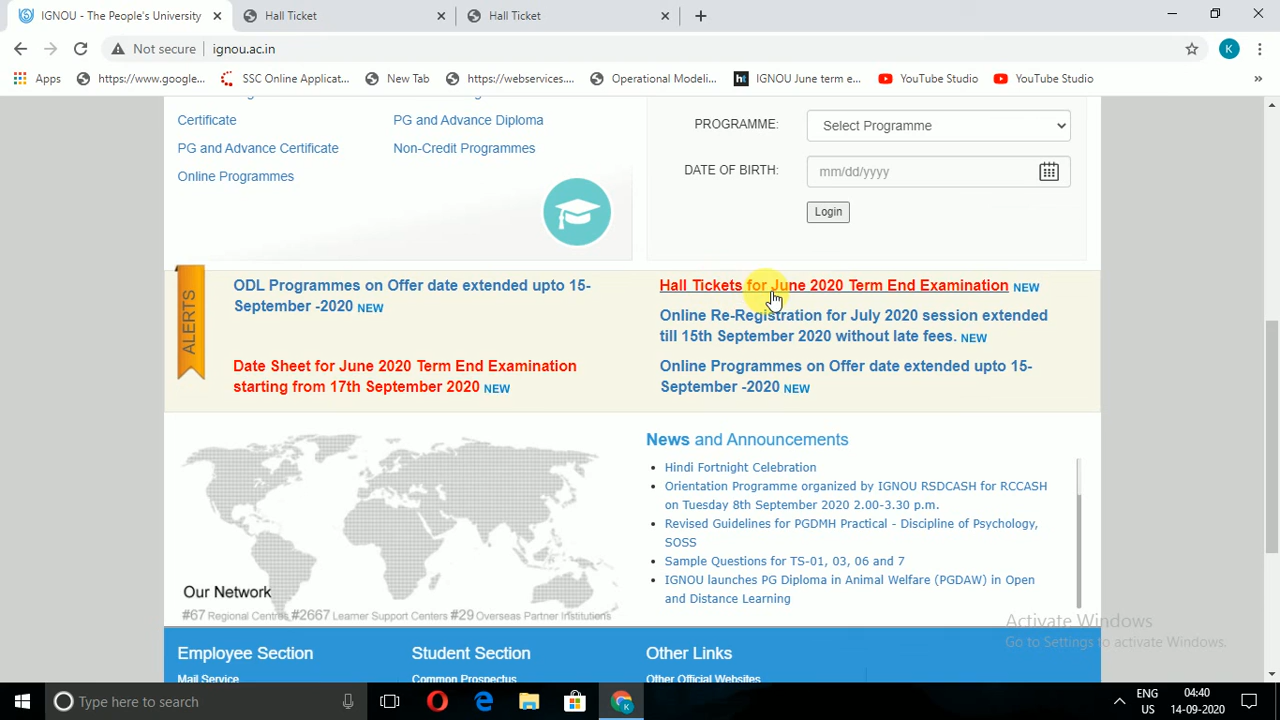 IGNOU - The People's University
Hall Ticket
Hall Ticket
Not secure
ignou.ac.in
K
Apps
https://www.google...
SSC Online Applicat...
New Tab
https://webservices....
Operational Modeli...
ht
IGNOU June term e...
YouTube Studio
YouTube Studio
»
Certificate
PG and Advance Diploma
PG and Advance Certificate
Non-Credit Programmes
Online Programmes
PROGRAMME:
Select Programme
DATE OF BIRTH:
mm/dd/yyyy
Login
ALERTS
ODL Programmes on Offer date extended upto 15-
September -2020 NEW
Date Sheet for June 2020 Term End Examination
starting from 17th September 2020 NEW
Hall Tickets for June 2020 Term End Examination NEW
Online Re-Registration for July 2020 session extended
till 15th September 2020 without late fees. NEW
Online Programmes on Offer date extended upto 15-
September -2020 NEW
Our Network
#67 Regional Centres #2667 Learner Support Centers #29 Overseas Partner Institutions
News and Announcements
Hindi Fortnight Celebration
Orientation Programme organized by IGNOU RSDCASH for RCCASH
on Tuesday 8th September 2020 2.00-3.30 p.m.
Revised Guidelines for PGDMH Practical - Discipline of Psychology,
SOSS
Sample Questions for TS-01, 03, 06 and 7
IGNOU launches PG Diploma in Animal Welfare (PGDAW) in Open
and Distance Learning
Activate Windows
Go to Settings to activate Windows.
Employee Section
Student Section
Other Links
Mail Service
Common Prospectus
Other Official Websites
Type here to search
K
ENG
US
04:40
14-09-2020